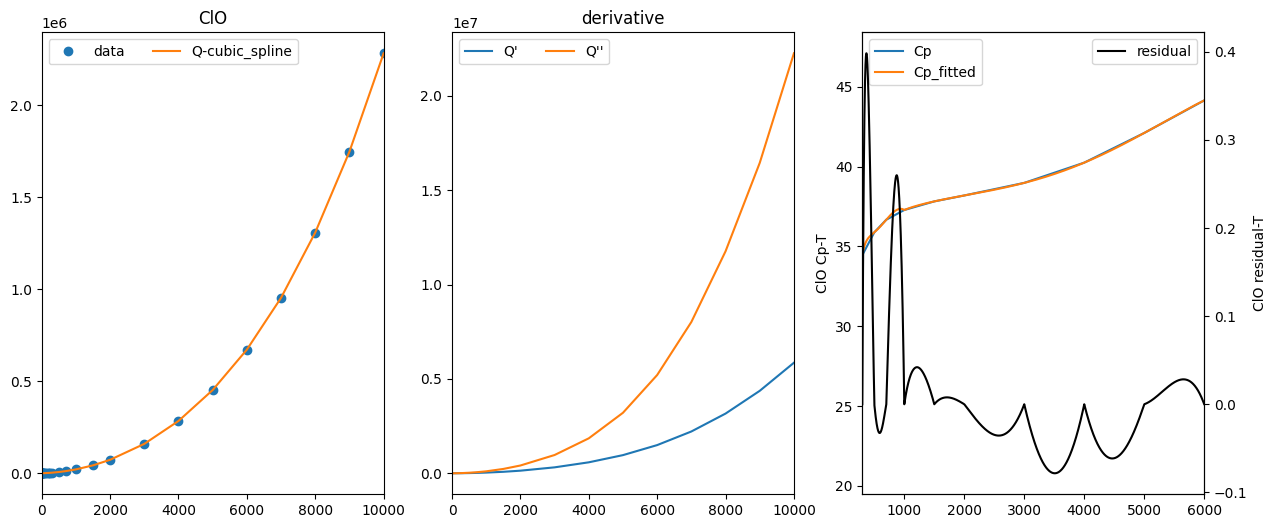 ClO
1e6
data
Q-cubic_spline
2.0
1.5
1.0
0.5
0.0
0 2000 4000 6000 8000 10000
derivative
1e7
Q'
Q''
2.0
1.5
1.0
0.5
0.0
0 2000 4000 6000 8000 10000
Cp
Cp_fitted
residual
ClO Cp-T
45
40
35
30
25
20
1000 2000 3000 4000 5000 6000
0.4
0.3
0.2
0.1
0.0
−0.1
ClO residual-T